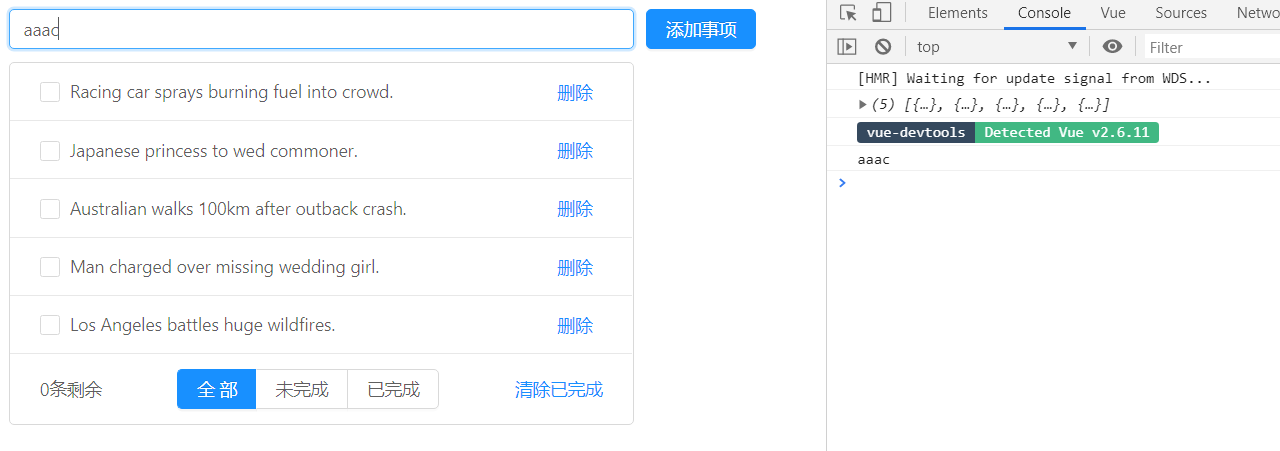 aaac 添加事项
Racing car sprays burning fuel into crowd. 删除
Japanese princess to wed commoner. 删除
Australian walks 100km after outback crash. 删除
Man charged over missing wedding girl. 删除
Los Angeles battles huge wildfires. 删除
0条剩余 全部 未完成 已完成 清除已完成
Elements Console Vue Sources Netwo
top Filter
[HMR] Waiting for update signal from WDS...
(5) [{…}, {…}, {…}, {…}, {…}]
vue-devtools Detected Vue v2.6.11
aaac